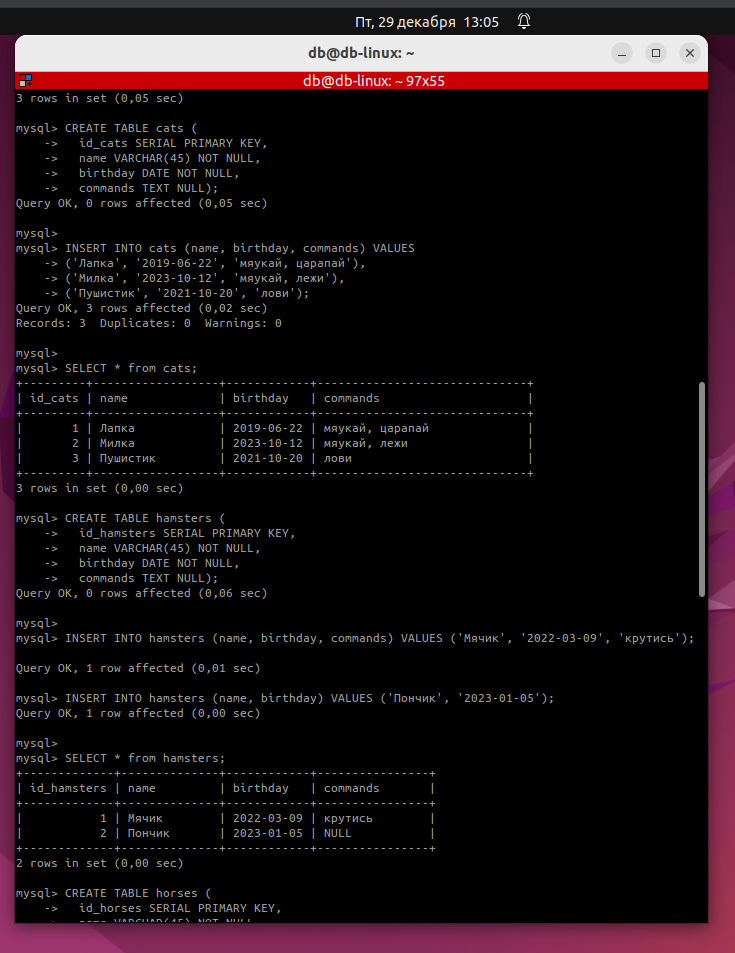 Пт, 29 декабря 13:05
db@db-linux: ~
db@db-linux: ~ 97x55
3 rows in set (0,05 sec)
mysql> CREATE TABLE cats (
    ->   id_cats SERIAL PRIMARY KEY,
    ->   name VARCHAR(45) NOT NULL,
    ->   birthday DATE NOT NULL,
    ->   commands TEXT NULL);
Query OK, 0 rows affected (0,05 sec)
mysql>
mysql> INSERT INTO cats (name, birthday, commands) VALUES
    -> ('Лапка', '2019-06-22', 'мяукай, царапай'),
    -> ('Милка', '2023-10-12', 'мяукай, лежи'),
    -> ('Пушистик', '2021-10-20', 'лови');
Query OK, 3 rows affected (0,02 sec)
Records: 3  Duplicates: 0  Warnings: 0
mysql>
mysql> SELECT * from cats;
+---------+------------------+------------+------------------------------+
| id_cats | name             | birthday   | commands                     |
+---------+------------------+------------+------------------------------+
|       1 | Лапка            | 2019-06-22 | мяукай, царапай              |
|       2 | Милка            | 2023-10-12 | мяукай, лежи                 |
|       3 | Пушистик         | 2021-10-20 | лови                         |
+---------+------------------+------------+------------------------------+
3 rows in set (0,00 sec)
mysql> CREATE TABLE hamsters (
    ->   id_hamsters SERIAL PRIMARY KEY,
    ->   name VARCHAR(45) NOT NULL,
    ->   birthday DATE NOT NULL,
    ->   commands TEXT NULL);
Query OK, 0 rows affected (0,06 sec)
mysql>
mysql> INSERT INTO hamsters (name, birthday, commands) VALUES ('Мячик', '2022-03-09', 'крутись');
Query OK, 1 row affected (0,01 sec)
mysql> INSERT INTO hamsters (name, birthday) VALUES ('Пончик', '2023-01-05');
Query OK, 1 row affected (0,00 sec)
mysql>
mysql> SELECT * from hamsters;
+-------------+--------------+------------+----------------+
| id_hamsters | name         | birthday   | commands       |
+-------------+--------------+------------+----------------+
|           1 | Мячик        | 2022-03-09 | крутись        |
|           2 | Пончик       | 2023-01-05 | NULL           |
+-------------+--------------+------------+----------------+
2 rows in set (0,00 sec)
mysql> CREATE TABLE horses (
    ->   id_horses SERIAL PRIMARY KEY,
    ->   name VARCHAR(45) NOT NULL,